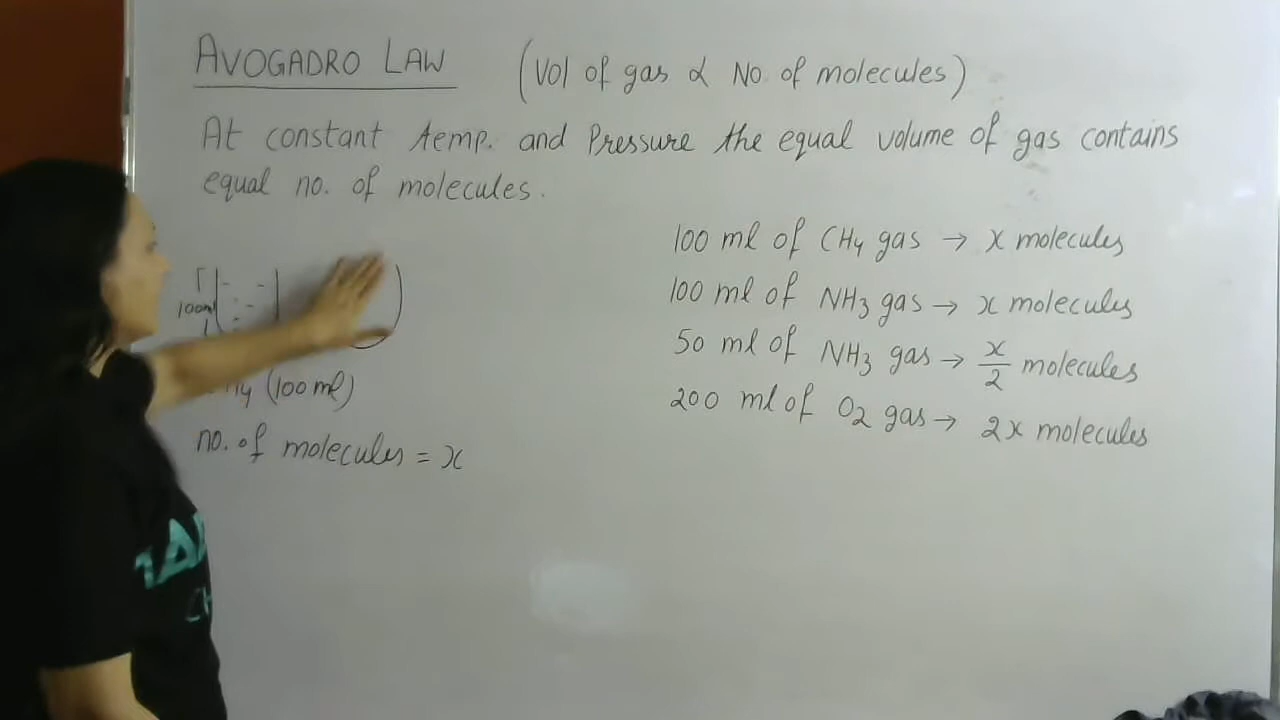 AVOGADRO LAW (Vol of gas ∝ No. of molecules)
At constant temp. and Pressure the equal volume of gas contains
equal no. of molecules.
100 ml of CH4 gas → x molecules
100 ml of NH3 gas → x molecules
50 ml of NH3 gas → x/2 molecules
200 ml of O2 gas → 2x molecules
100ml
(100 ml)
no. of molecules = x